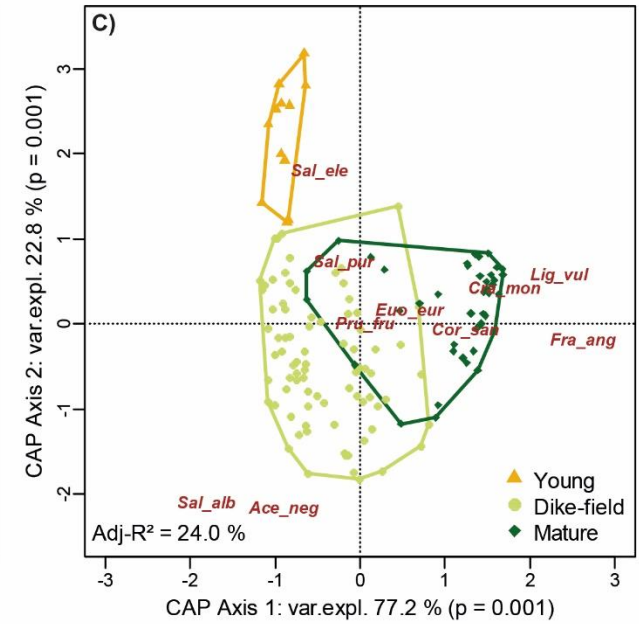 C)
CAP Axis 2: var.expl. 22.8 % (p = 0.001)
3
2
1
0
-1
-2
Sal_ele
Sal_pur
Lig_vul
Cra_mon
Euo_eur
Pru_fru
Cor_san
Fra_ang
Sal_alb
Ace_neg
Young
Dike-field
Mature
Adj-R² = 24.0 %
-3 -2 -1 0 1 2 3
CAP Axis 1: var.expl. 77.2 % (p = 0.001)